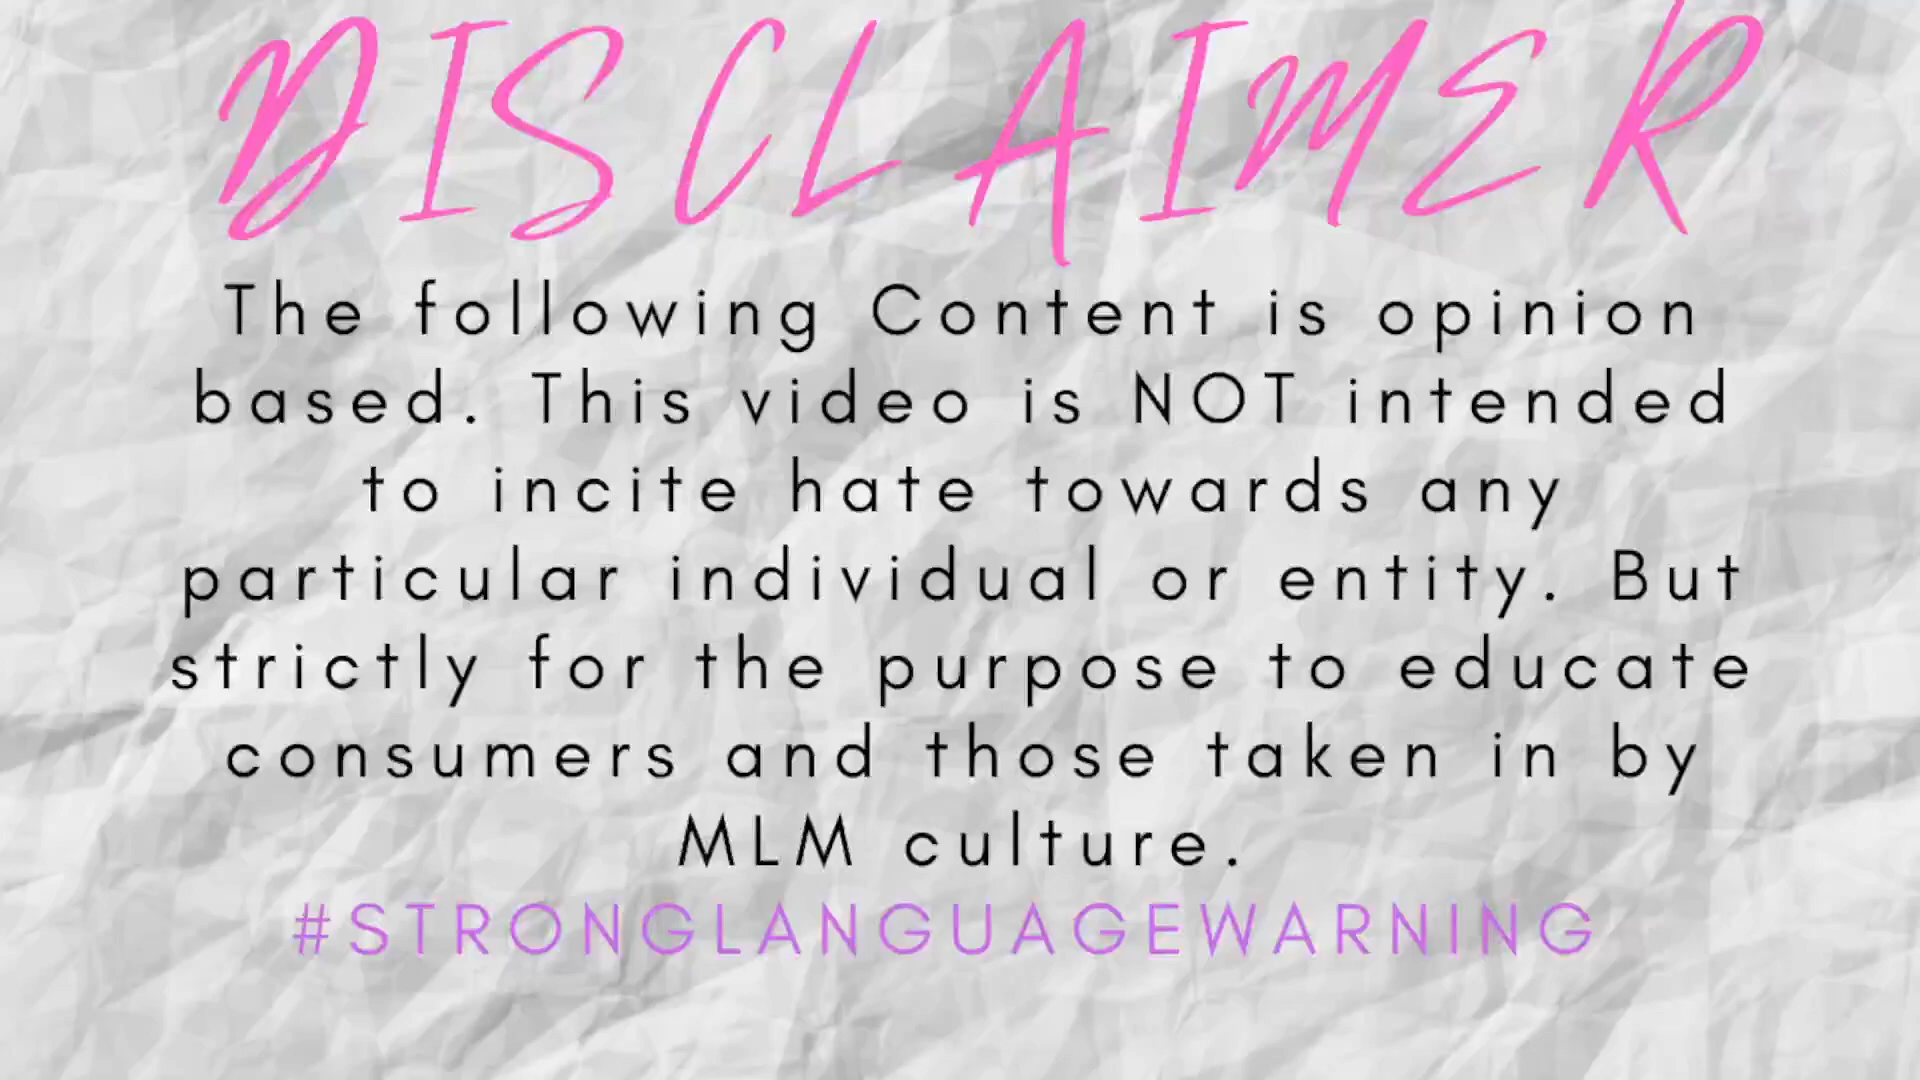 DISCLAIMER
The following Content is opinion
based. This video is NOT intended
to incite hate towards any
particular individual or entity. But
strictly for the purpose to educate
consumers and those taken in by
MLM culture.
#STRONGLANGUAGEWARNING